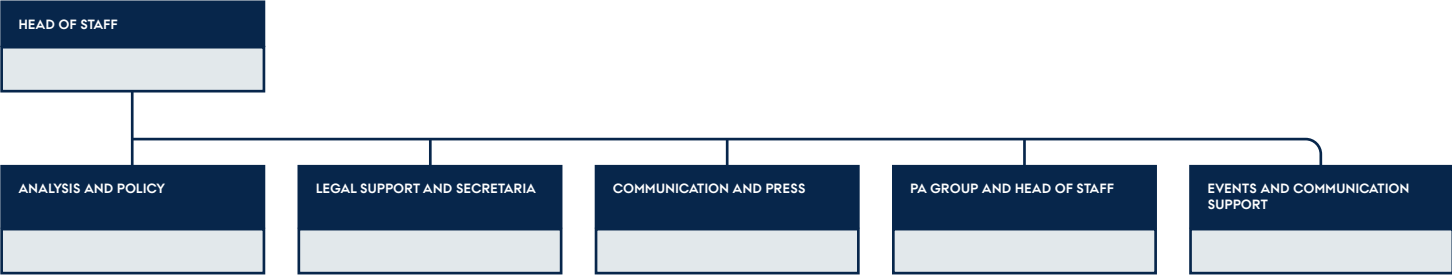 HEAD OF STAFF
ANALYSIS AND POLICY
LEGAL SUPPORT AND SECRETARIA
COMMUNICATION AND PRESS
PA GROUP AND HEAD OF STAFF
EVENTS AND COMMUNICATION
SUPPORT